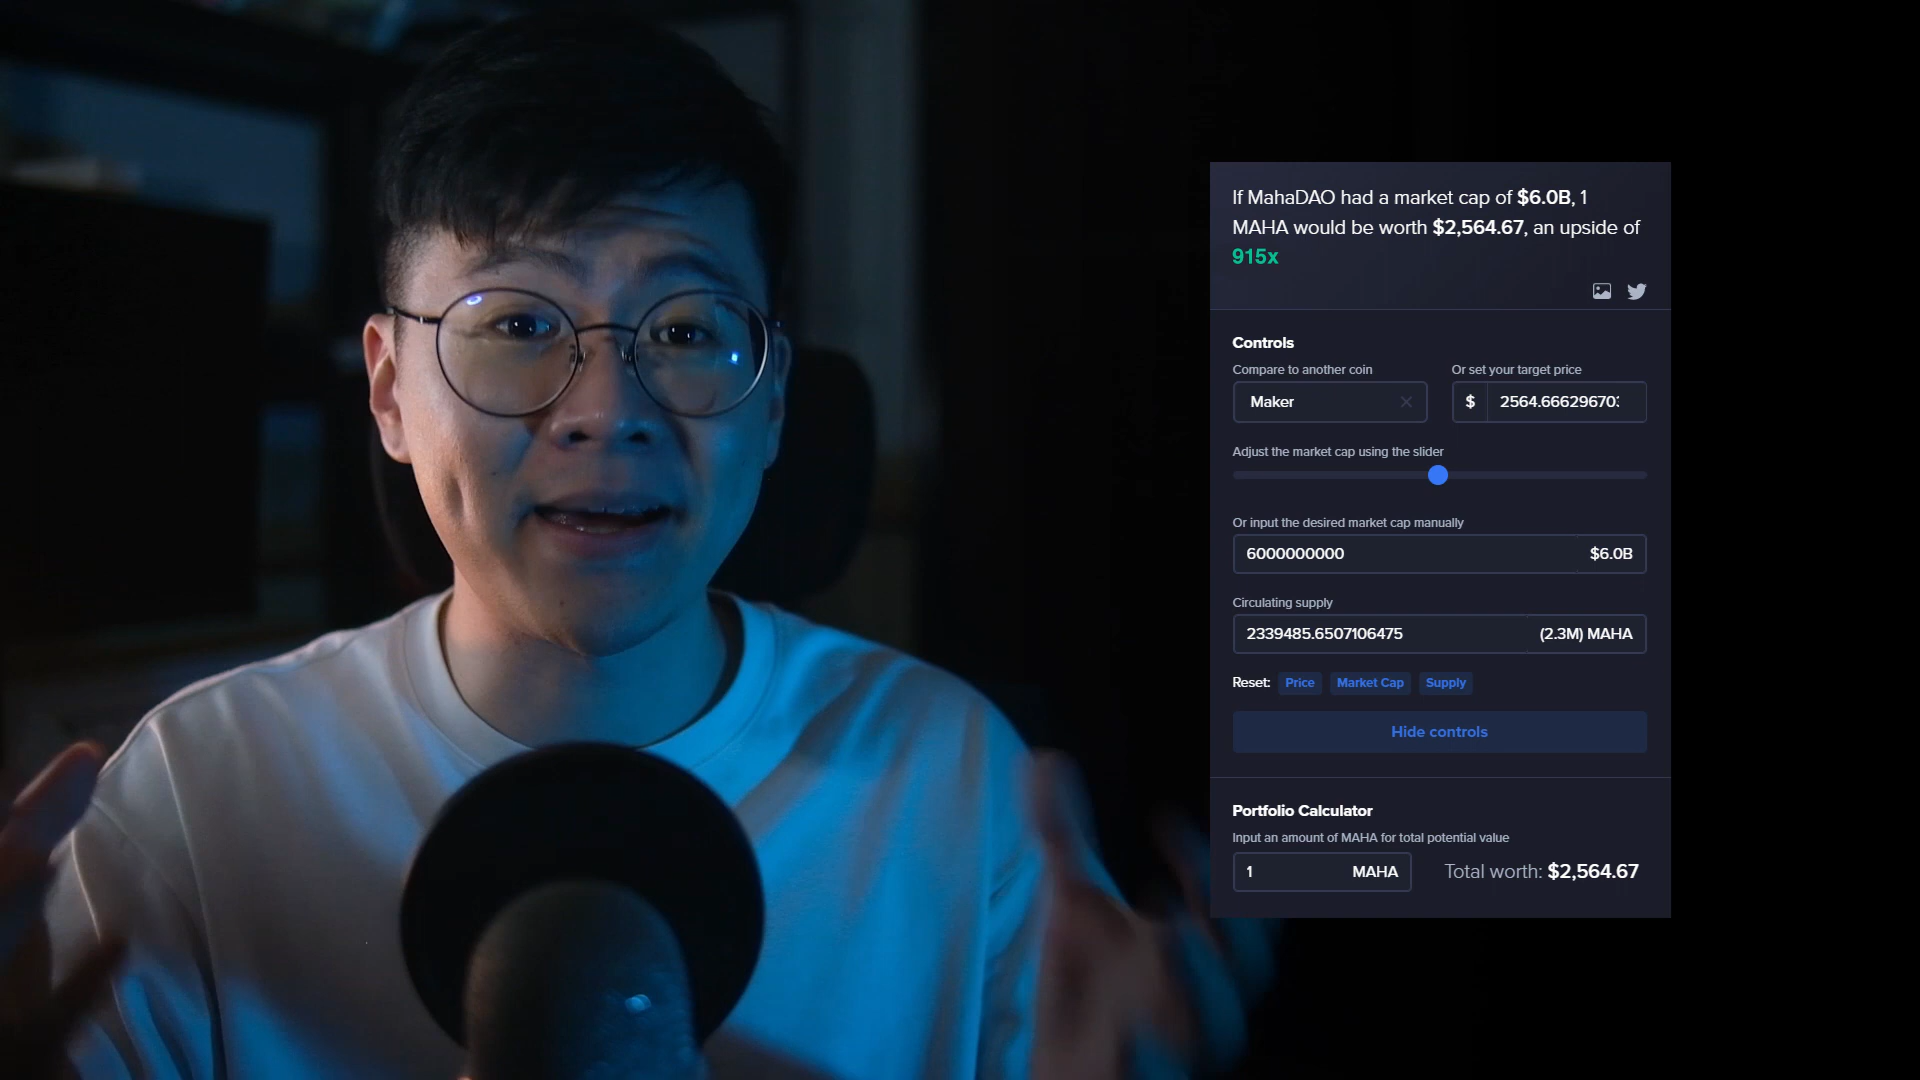 If MahaDAO had a market cap of $6.0B, 1
MAHA would be worth $2,564.67, an upside of
915x
Controls
Compare to another coin
Or set your target price
Maker
$ 2564.666296703
Adjust the market cap using the slider
Or input the desired market cap manually
6000000000 $6.0B
Circulating supply
2339485.6507106475 (2.3M) MAHA
Reset: Price Market Cap Supply
Hide controls
Portfolio Calculator
Input an amount of MAHA for total potential value
1 MAHA Total worth: $2,564.67